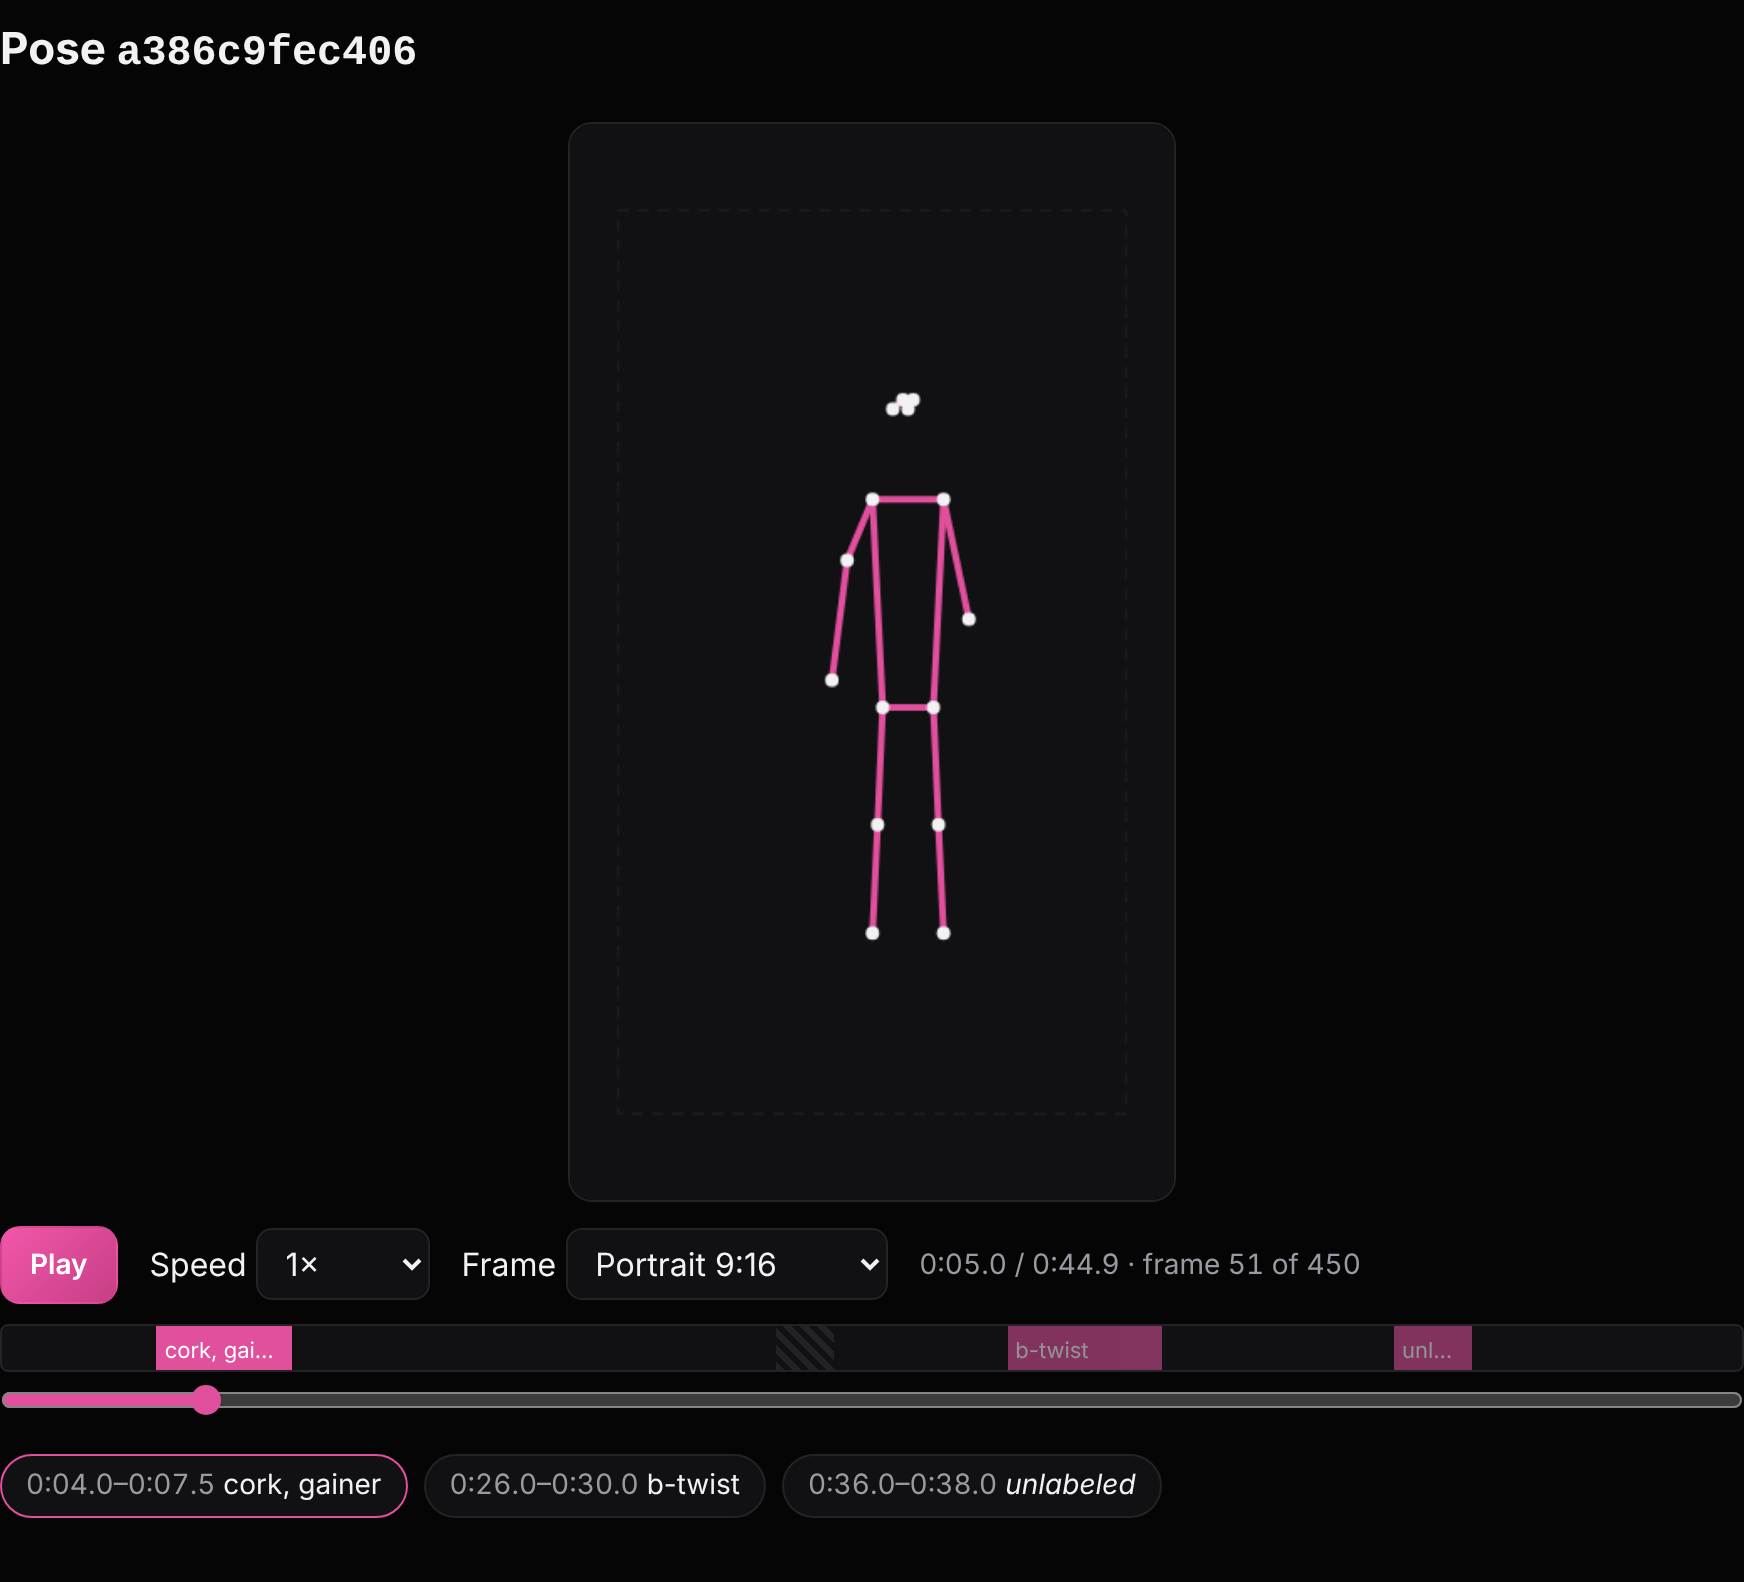 Pose a386c9fec406
Play Speed 1× Frame Portrait 9:16 0:05.0 / 0:44.9 · frame 51 of 450
cork, gai... b-twist unl...
0:04.0–0:07.5 cork, gainer 0:26.0–0:30.0 b-twist 0:36.0–0:38.0 unlabeled